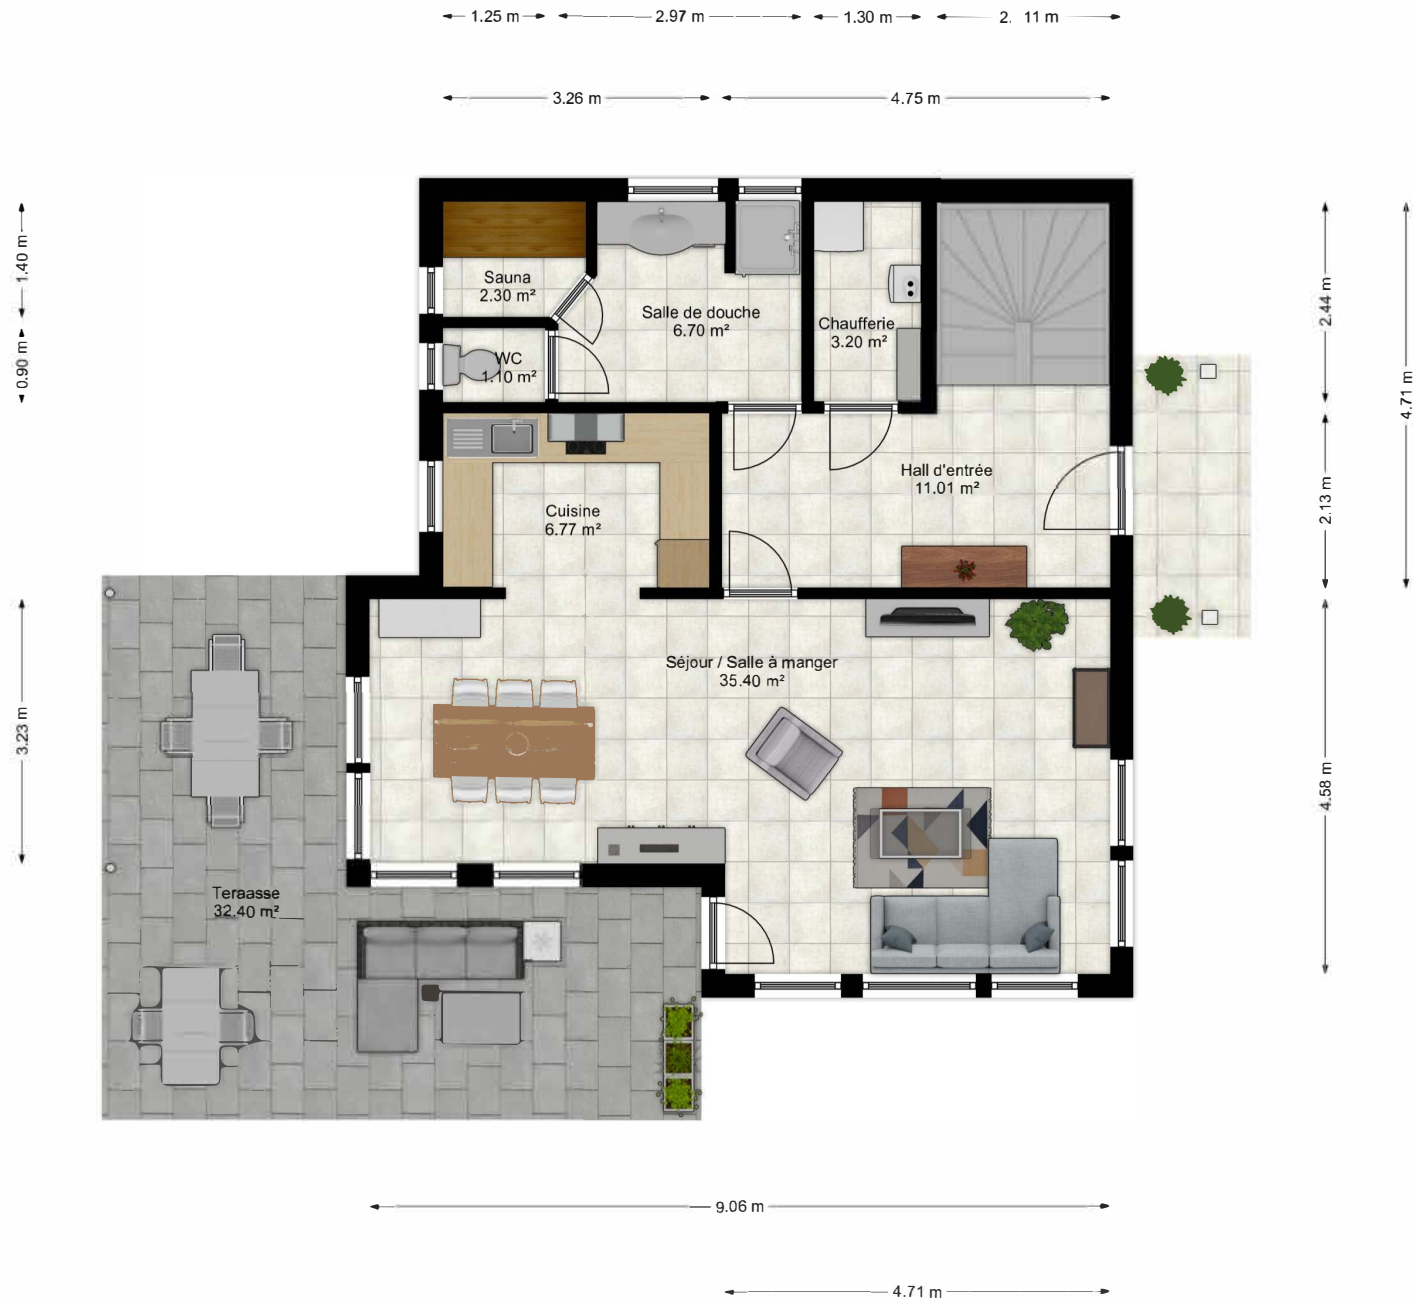 1.25 m
2.97 m
1.30 m
2. 11 m
3.26 m
4.75 m
1.40 m
0.90 m
3.23 m
Sauna
2.30 m²
WC
1.10 m²
Salle de douche
6.70 m²
Chaufferie
3.20 m²
Cuisine
6.77 m²
Hall d'entrée
11.01 m²
Séjour / Salle à manger
35.40 m²
Teraasse
32.40 m²
2.44 m
2.13 m
4.58 m
4.71 m
9.06 m
4.71 m